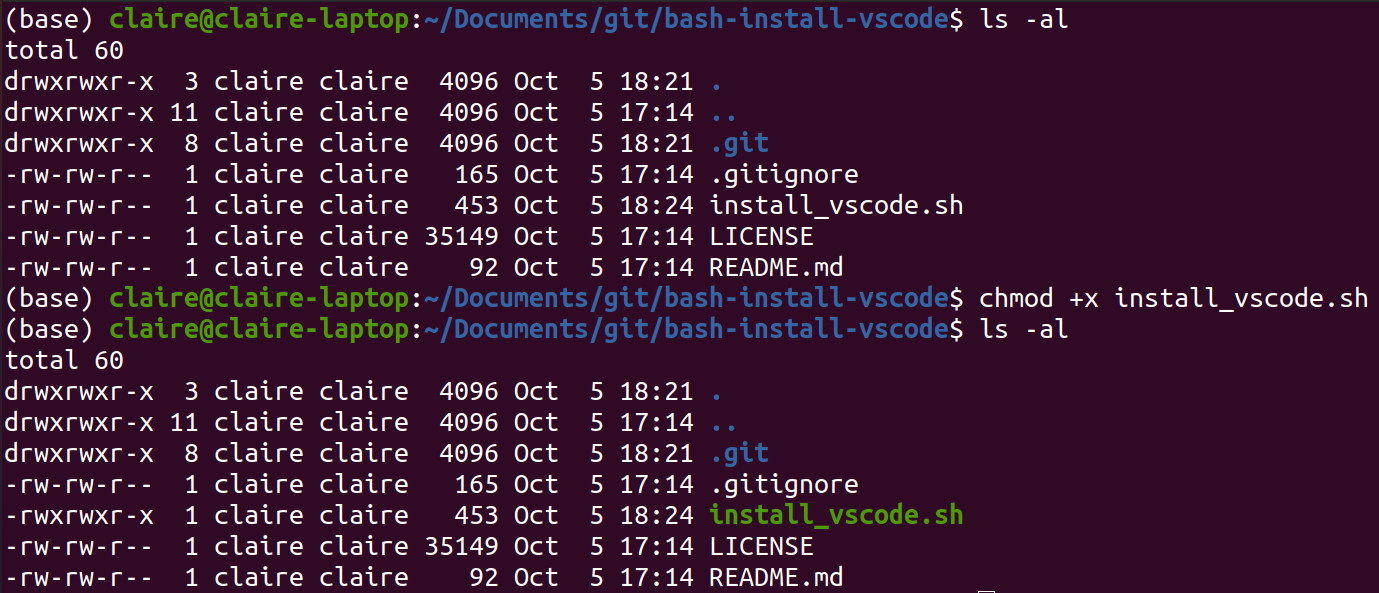 (base) claire@claire-laptop:~/Documents/git/bash-install-vscode$ ls -al
total 60
drwxrwxr-x  3 claire claire  4096 Oct  5 18:21 .
drwxrwxr-x 11 claire claire  4096 Oct  5 17:14 ..
drwxrwxr-x  8 claire claire  4096 Oct  5 18:21 .git
-rw-rw-r--  1 claire claire   165 Oct  5 17:14 .gitignore
-rw-rw-r--  1 claire claire   453 Oct  5 18:24 install_vscode.sh
-rw-rw-r--  1 claire claire 35149 Oct  5 17:14 LICENSE
-rw-rw-r--  1 claire claire    92 Oct  5 17:14 README.md
(base) claire@claire-laptop:~/Documents/git/bash-install-vscode$ chmod +x install_vscode.sh
(base) claire@claire-laptop:~/Documents/git/bash-install-vscode$ ls -al
total 60
drwxrwxr-x  3 claire claire  4096 Oct  5 18:21 .
drwxrwxr-x 11 claire claire  4096 Oct  5 17:14 ..
drwxrwxr-x  8 claire claire  4096 Oct  5 18:21 .git
-rw-rw-r--  1 claire claire   165 Oct  5 17:14 .gitignore
-rwxrwxr-x  1 claire claire   453 Oct  5 18:24 install_vscode.sh
-rw-rw-r--  1 claire claire 35149 Oct  5 17:14 LICENSE
-rw-rw-r--  1 claire claire    92 Oct  5 17:14 README.md